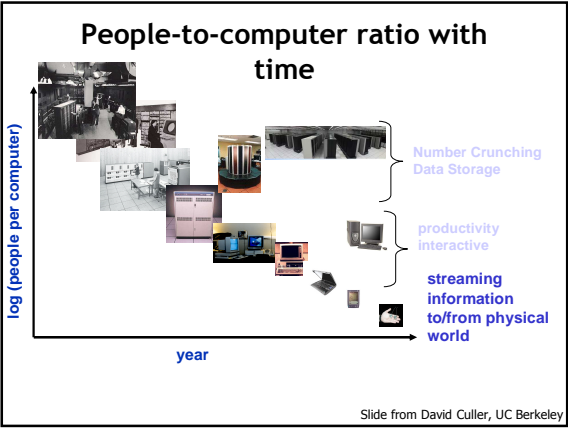 People-to-computer ratio with
time
log (people per computer)
Number Crunching
Data Storage
productivity
interactive
streaming
information
to/from physical
world
year
Slide from David Culler, UC Berkeley